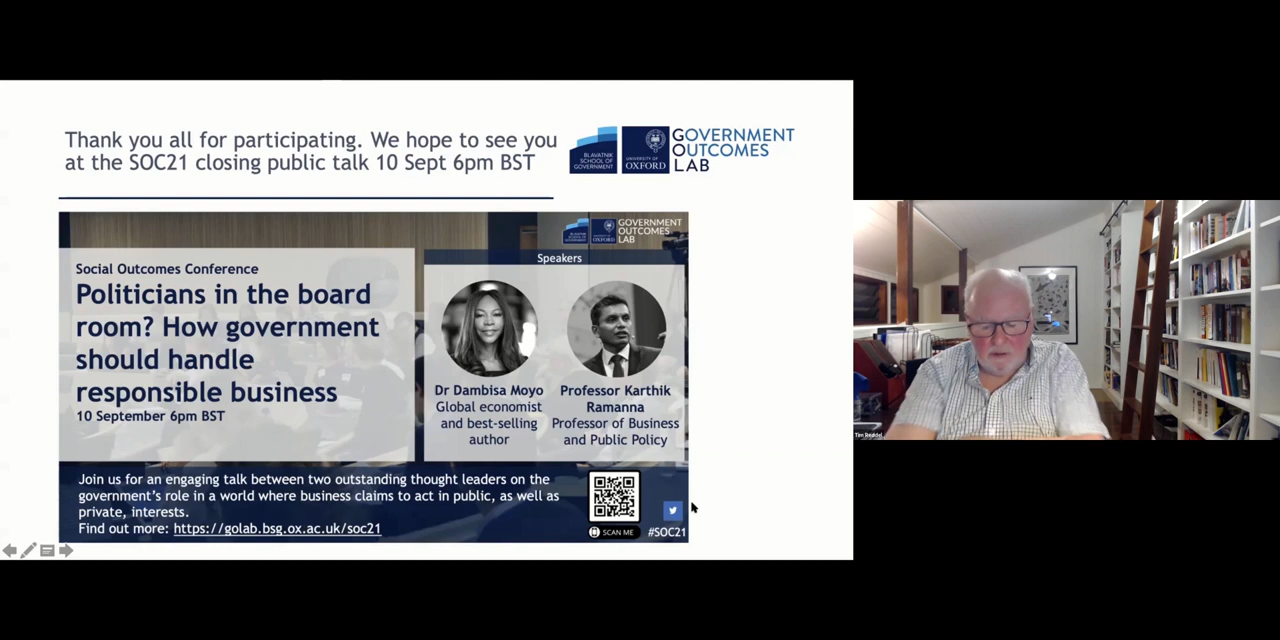 Thank you all for participating. We hope to see you
at the SOC21 closing public talk 10 Sept 6pm BST
BLAVATNIK
SCHOOL OF
GOVERNMENT
UNIVERSITY OF
OXFORD
GOVERNMENT
OUTCOMES
LAB
GOVERNMENT
OUTCOMES
LAB
Social Outcomes Conference
Politicians in the board
room? How government
should handle
responsible business
10 September 6pm BST
Speakers
Dr Dambisa Moyo
Global economist
and best-selling
author
Professor Karthik
Ramanna
Professor of Business
and Public Policy
Join us for an engaging talk between two outstanding thought leaders on the
government's role in a world where business claims to act in public, as well as
private, interests.
Find out more: https://golab.bsg.ox.ac.uk/soc21
SCAN ME
#SOC21
Tim Reddel